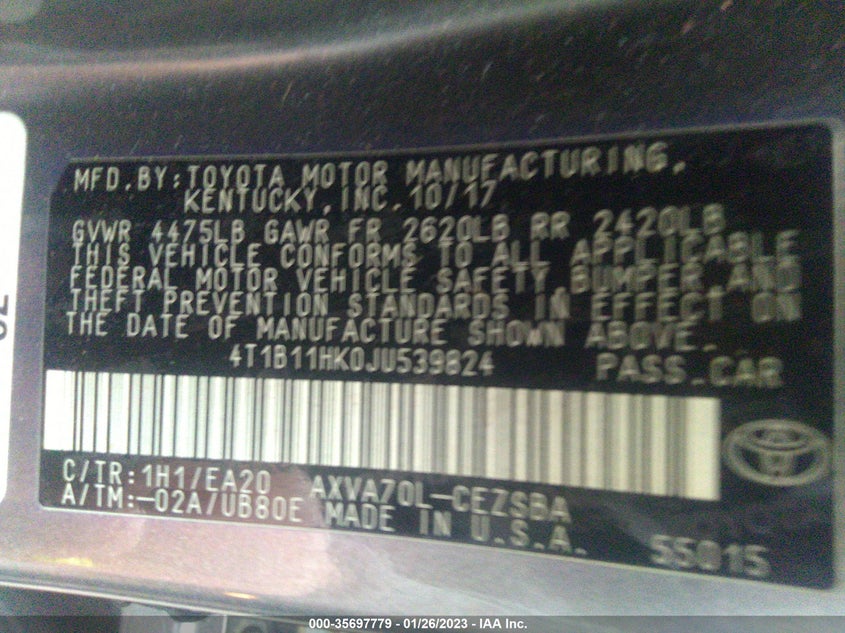 MFD.BY:TOYOTA MOTOR MANUFACTURING,
KENTUCKY,INC.10/17
GVWR 4475LB GAWR FR 2620LB RR 2420LB
THIS VEHICLE CONFORMS TO ALL APPLICABLE
FEDERAL MOTOR VEHICLE SAFETY,BUMPER AND
THEFT PREVENTION STANDARDS IN EFFECT ON
THE DATE OF MANUFACTURE SHOWN ABOVE.
4T1B11HK0JU539824 PASS.CAR
C/TR:1H1/EA20 AXVA70L-CEZSBA
A/TM:-02A/UB80E MADE IN U.S.A. 55015
000-35697779 - 01/26/2023 - IAA Inc.